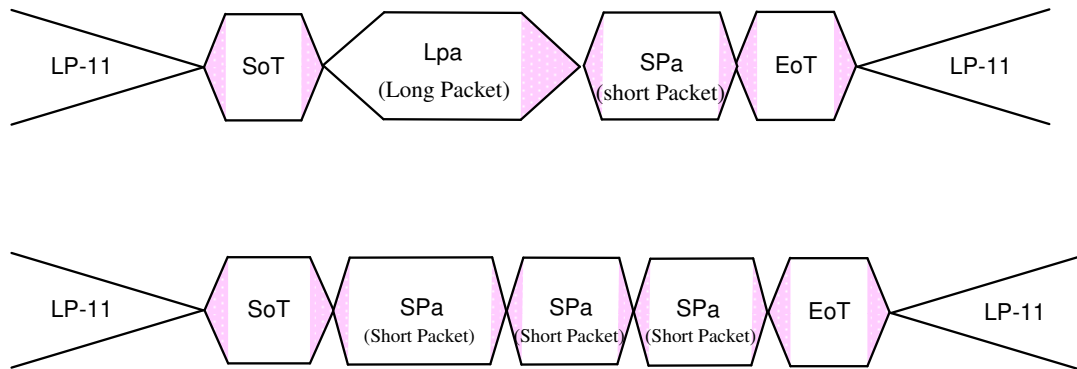 LP-11 SoT Lpa SPa EoT LP-11
(Long Packet) (short Packet)
LP-11 SoT SPa SPa SPa EoT LP-11
(Short Packet) (Short Packet) (Short Packet)